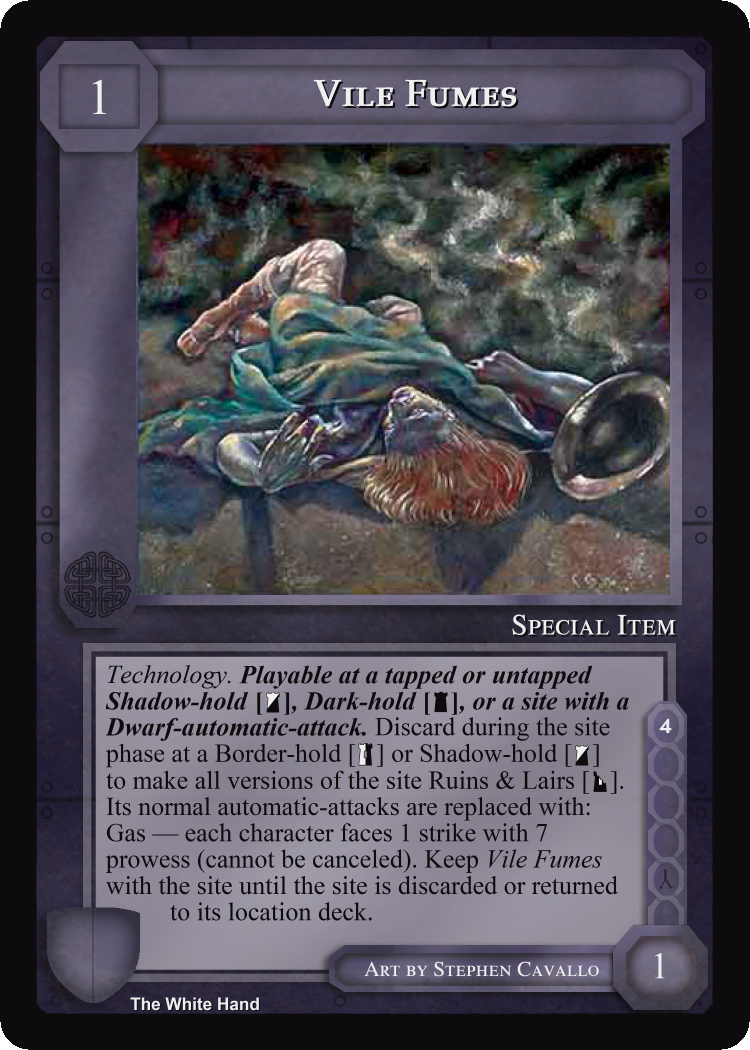 1
Vile Fumes
Special Item
Technology. Playable at a tapped or untapped
Shadow-hold [], Dark-hold [], or a site with a
Dwarf-automatic-attack. Discard during the site
phase at a Border-hold [] or Shadow-hold []
to make all versions of the site Ruins & Lairs [].
Its normal automatic-attacks are replaced with:
Gas — each character faces 1 strike with 7
prowess (cannot be canceled). Keep Vile Fumes
with the site until the site is discarded or returned
to its location deck.
4
Art by Stephen Cavallo
1
The White Hand